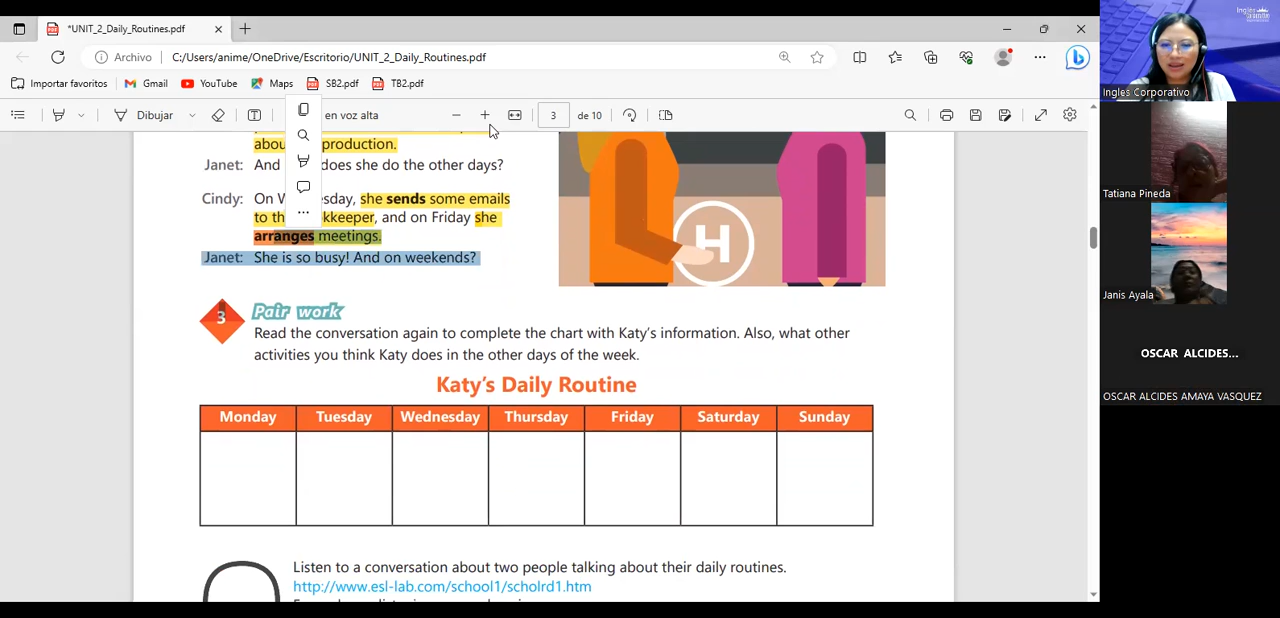 *UNIT_2_Daily_Routines.pdf
Archivo
C:/Users/anime/OneDrive/Escritorio/UNIT_2_Daily_Routines.pdf
Importar favoritos
Gmail
YouTube
Maps
SB2.pdf
TB2.pdf
Dibujar
en voz alta
3
de 10
production.
Janet: And does she do the other days?
Cindy: On W esday, she sends some emails
to th kkeeper, and on Friday she
arranges meetings.
Janet: She is so busy! And on weekends?
H
3
Pair work
Read the conversation again to complete the chart with Katy's information. Also, what other
activities you think Katy does in the other days of the week.
Katy's Daily Routine
Monday Tuesday Wednesday Thursday Friday Saturday Sunday
Listen to a conversation about two people talking about their daily routines.
http://www.esl-lab.com/school1/scholrd1.htm
Ingles Corporativo
Tatiana Pineda
Janis Ayala
OSCAR ALCIDES...
OSCAR ALCIDES AMAYA VASQUEZ